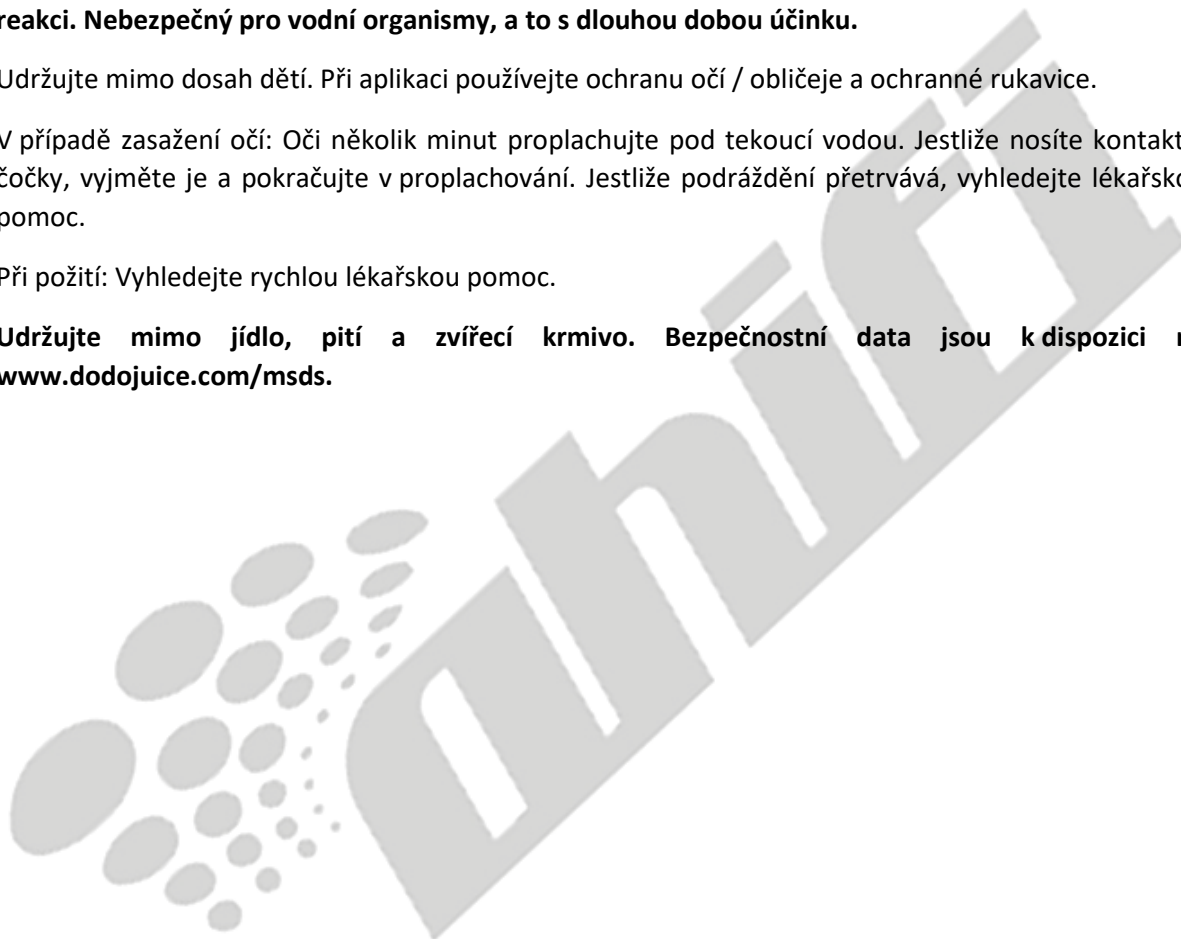 reakci. Nebezpečný pro vodní organismy, a to s dlouhou dobou účinku.
Udržujte mimo dosah dětí. Při aplikaci používejte ochranu očí / obličeje a ochranné rukavice.
V případě zasažení očí: Oči několik minut proplachujte pod tekoucí vodou. Jestliže nosíte kontakt
čočky, vyjměte je a pokračujte v proplachování. Jestliže podráždění přetrvává, vyhledejte lékařsko
pomoc.
Při požití: Vyhledejte rychlou lékařskou pomoc.
Udržujte mimo jídlo, pití a zvířecí krmivo. Bezpečnostní data jsou k dispozici
www.dodojuice.com/msds.
ahifi